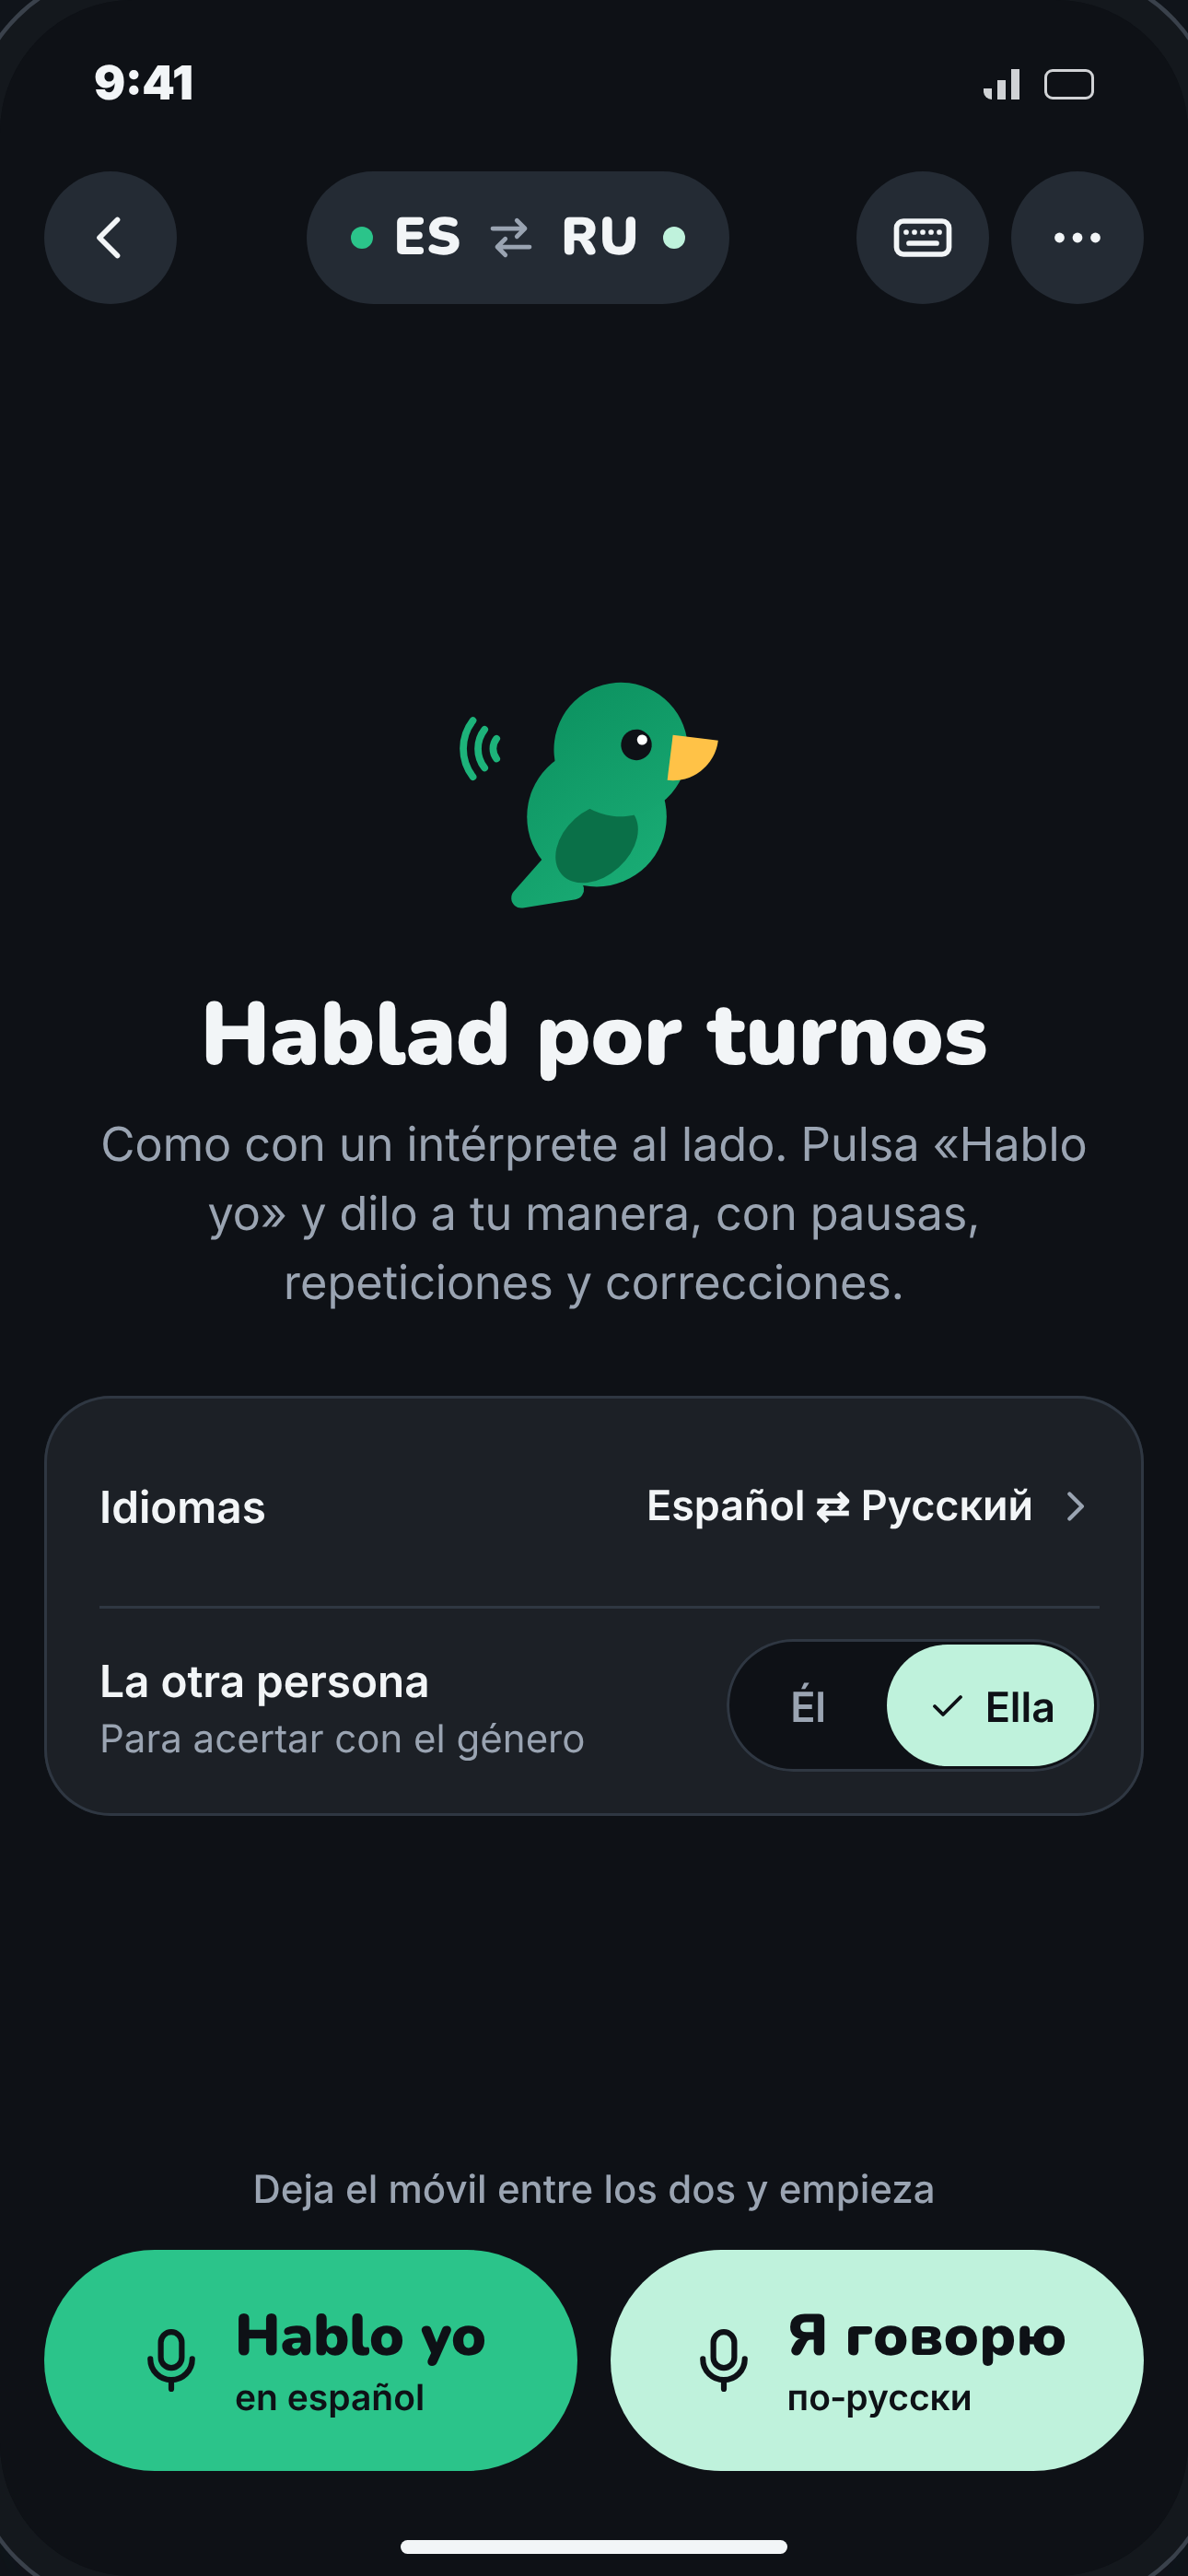 9:41
ES ⇄ RU
Hablad por turnos
Como con un intérprete al lado. Pulsa «Hablo
yo» y dilo a tu manera, con pausas,
repeticiones y correcciones.
Idiomas
Español ⇄ Русский
La otra persona
Para acertar con el género
Él
Ella
Deja el móvil entre los dos y empieza
Hablo yo
en español
Я говорю
по-русски